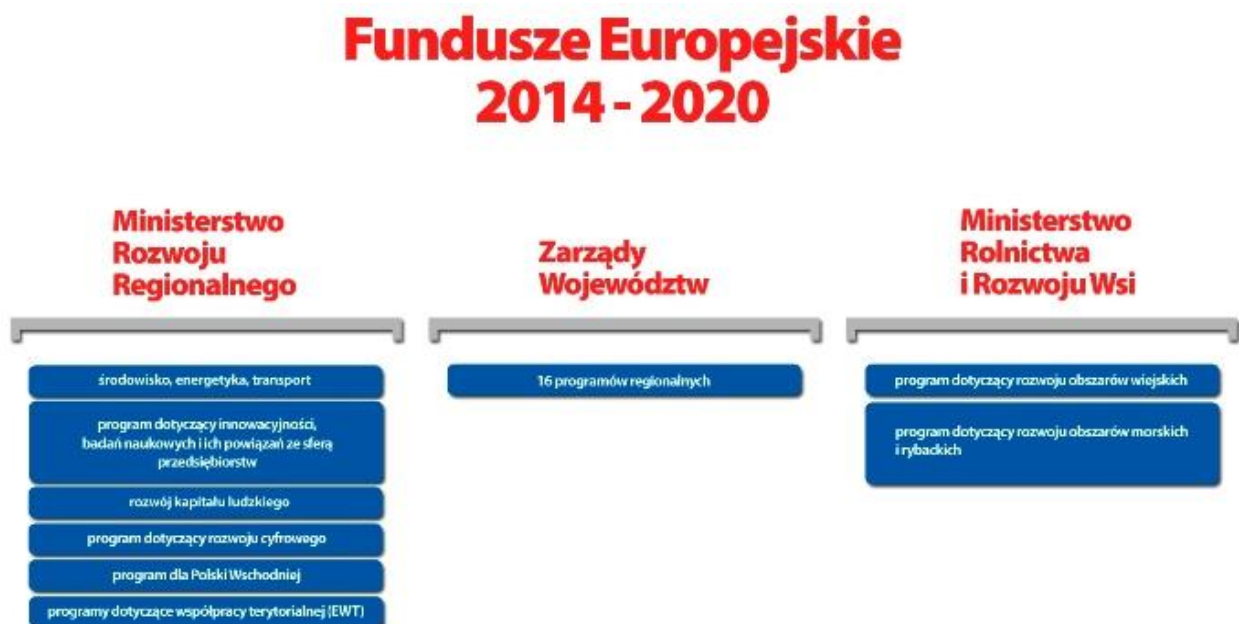 Fundusze Europejskie
2014 - 2020
Ministerstwo
Rozwoju
Regionalnego
środowisko, energetyka, transport
program dotyczący innowacyjności,
badań naukowych i ich powiązań ze sferą
przedsiębiorstw
rozwój kapitału ludzkiego
program dotyczący rozwoju cyfrowego
program dla Polski Wschodniej
programy dotyczące współpracy terytorialnej (EWT)
Zarządy
Województw
16 programów regionalnych
Ministerstwo
Rolnictwa
i Rozwoju Wsi
program dotyczący rozwoju obszarów wiejskich
program dotyczący rozwoju obszarów morskich
i rybackich